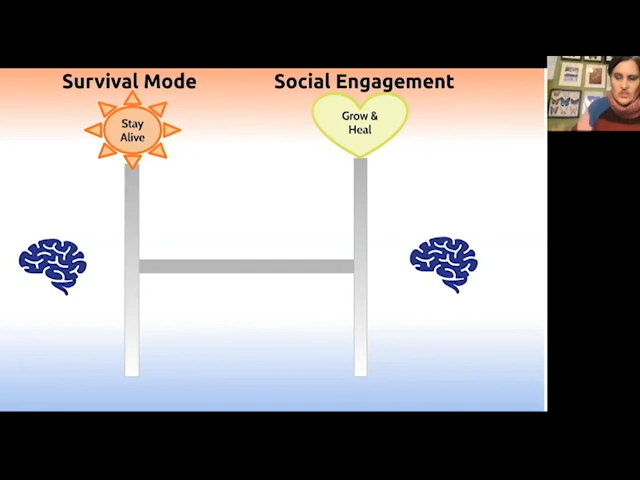 Survival Mode
Social Engagement
Stay
Alive
Grow &
Heal